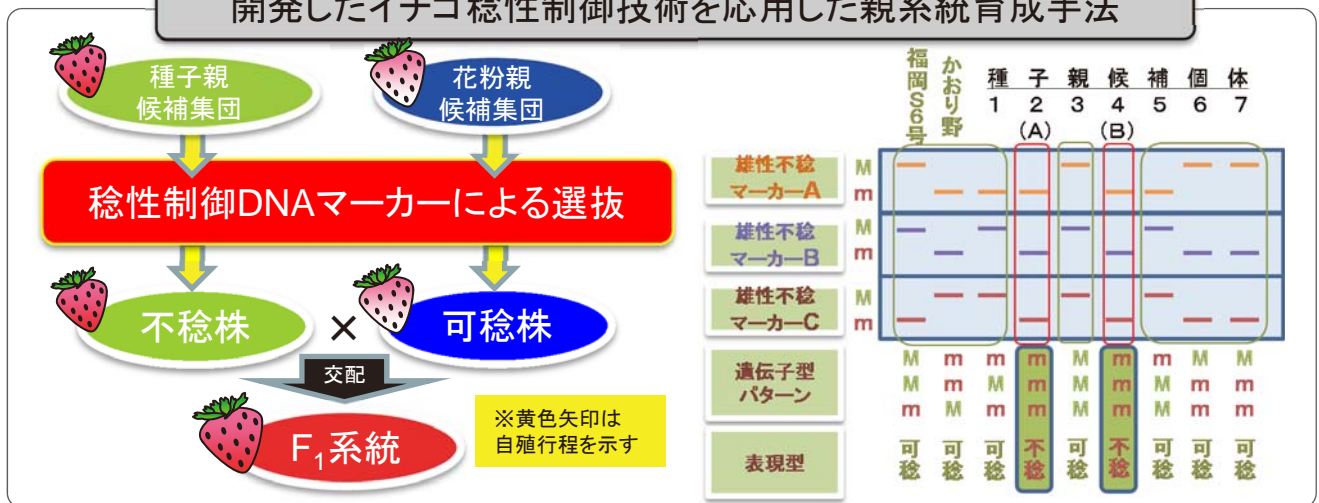 開発したイチゴ稔性制御技術を応用した親系統育成手法
種子親
候補集団
花粉親
候補集団
稔性制御DNAマーカーによる選抜
不稔株
×
可稔株
交配
F1系統
※黄色矢印は
自殖行程を示す
福岡S6号
かおり野
種子親候補個体
1 2 3 4 5 6 7
(A) (B)
雄性不稔
マーカーA
M
m
雄性不稔
マーカーB
M
m
雄性不稔
マーカーC
M
m
遺伝子型
パターン
M m m m M m m M M
M m M m M m M m m
m M m m M m m m m
表現型
可稔 可稔 可稔 不稔 可稔 不稔 可稔 可稔 可稔